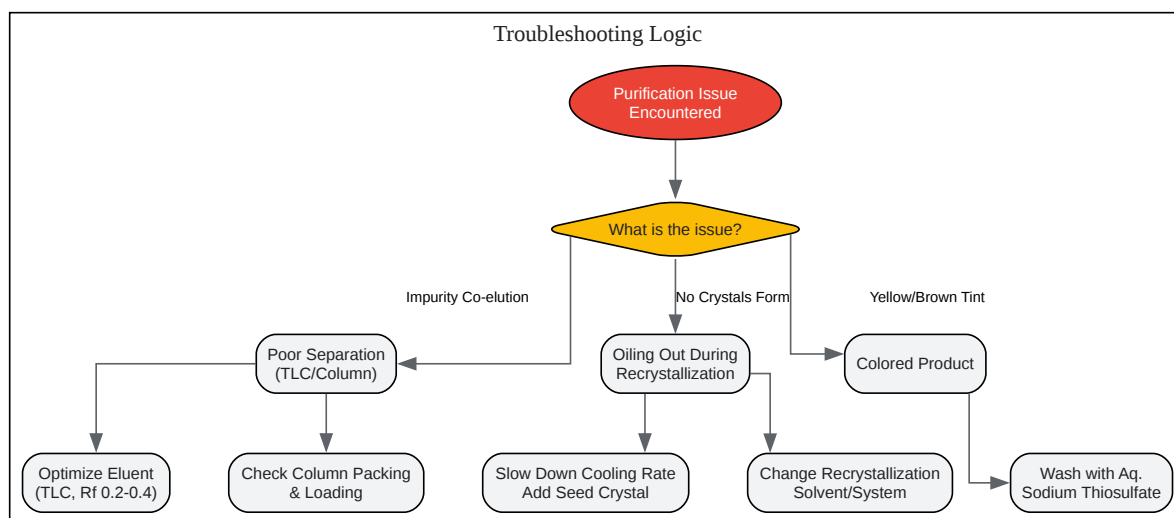 Troubleshooting Logic
Purification Issue
Encountered
What is the issue?
Impurity Co-elution
No Crystals Form
Yellow/Brown Tint
Poor Separation
(TLC/Column)
Oiling Out During
Recrystallization
Colored Product
Optimize Eluent
(TLC, Rf 0.2-0.4)
Check Column Packing
& Loading
Slow Down Cooling Rate
Add Seed Crystal
Change Recrystallization
Solvent/System
Wash with Aq.
Sodium Thiosulfate